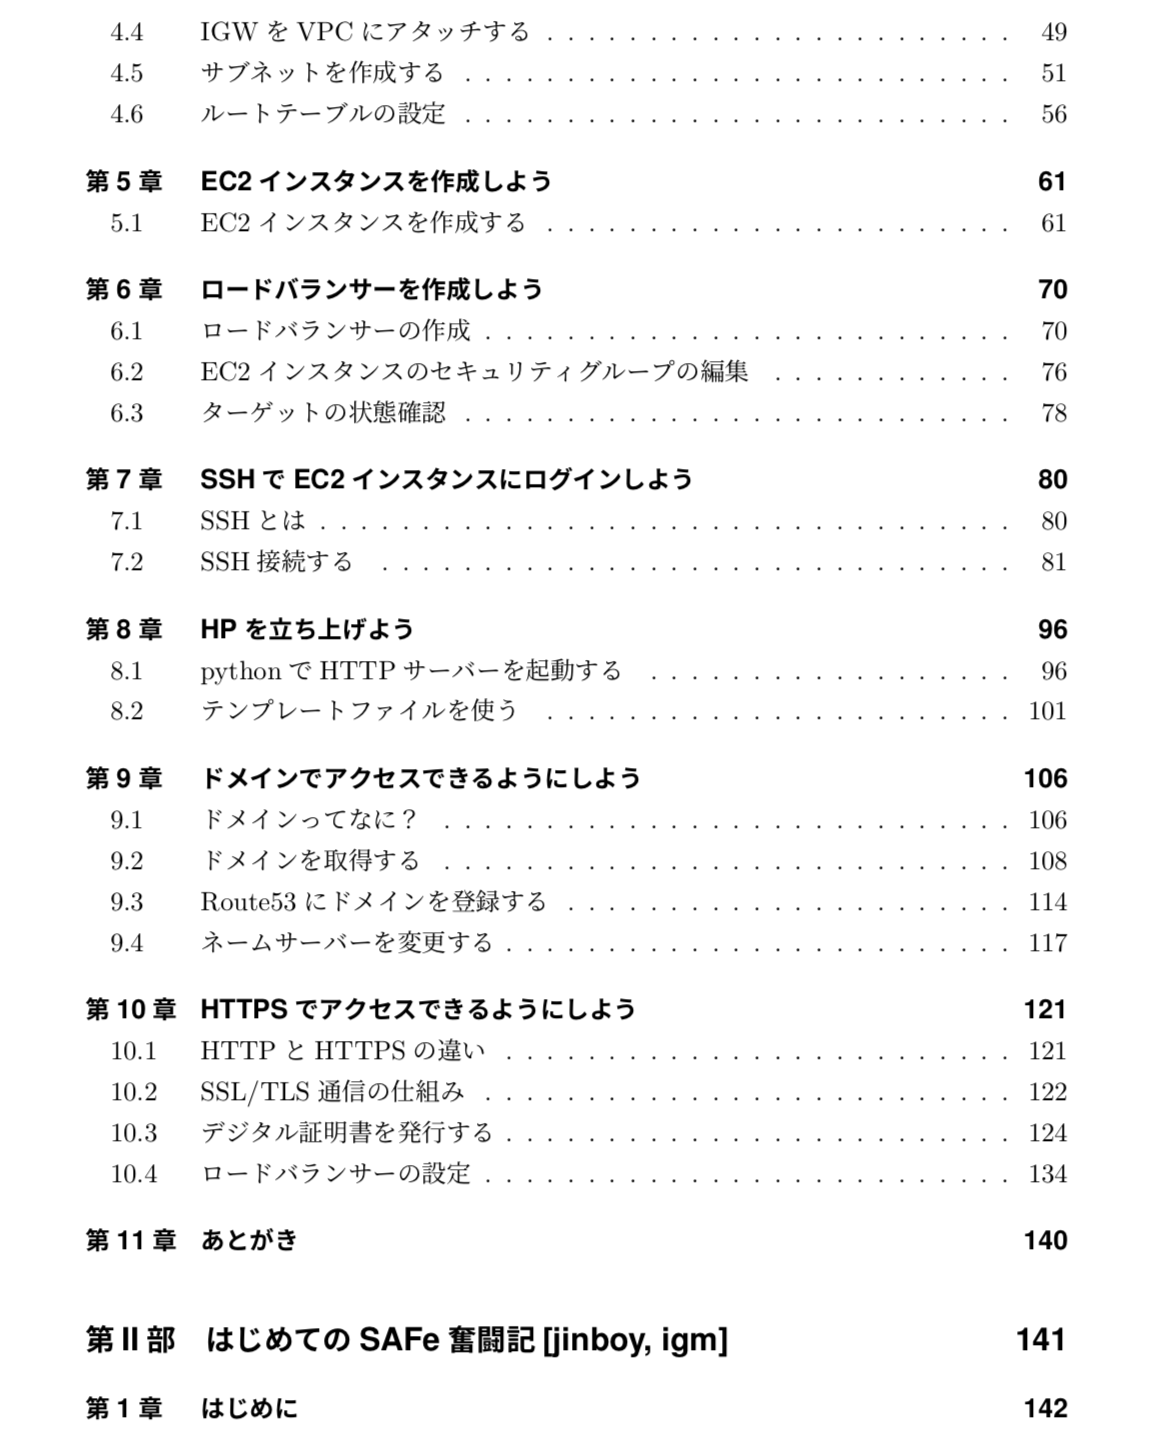 4.4 IGW を VPC にアタッチする . . . . . . . . . . . . . . . . . . . . . . . 49
4.5 サブネットを作成する . . . . . . . . . . . . . . . . . . . . . . . . . . . 51
4.6 ルートテーブルの設定 . . . . . . . . . . . . . . . . . . . . . . . . . . . 56
第 5 章 EC2 インスタンスを作成しよう 61
5.1 EC2 インスタンスを作成する . . . . . . . . . . . . . . . . . . . . . . . 61
第 6 章 ロードバランサーを作成しよう 70
6.1 ロードバランサーの作成 . . . . . . . . . . . . . . . . . . . . . . . . . . 70
6.2 EC2 インスタンスのセキュリティグループの編集 . . . . . . . . . . . . 76
6.3 ターゲットの状態確認 . . . . . . . . . . . . . . . . . . . . . . . . . . . 78
第 7 章 SSH で EC2 インスタンスにログインしよう 80
7.1 SSH とは . . . . . . . . . . . . . . . . . . . . . . . . . . . . . . . . . . 80
7.2 SSH 接続する . . . . . . . . . . . . . . . . . . . . . . . . . . . . . . . 81
第 8 章 HP を立ち上げよう 96
8.1 python で HTTP サーバーを起動する . . . . . . . . . . . . . . . . . . 96
8.2 テンプレートファイルを使う . . . . . . . . . . . . . . . . . . . . . . . 101
第 9 章 ドメインでアクセスできるようにしよう 106
9.1 ドメインってなに？ . . . . . . . . . . . . . . . . . . . . . . . . . . . . 106
9.2 ドメインを取得する . . . . . . . . . . . . . . . . . . . . . . . . . . . . 108
9.3 Route53 にドメインを登録する . . . . . . . . . . . . . . . . . . . . . . 114
9.4 ネームサーバーを変更する . . . . . . . . . . . . . . . . . . . . . . . . . 117
第 10 章 HTTPS でアクセスできるようにしよう 121
10.1 HTTP と HTTPS の違い . . . . . . . . . . . . . . . . . . . . . . . . . 121
10.2 SSL/TLS 通信の仕組み . . . . . . . . . . . . . . . . . . . . . . . . . . 122
10.3 デジタル証明書を発行する . . . . . . . . . . . . . . . . . . . . . . . . . 124
10.4 ロードバランサーの設定 . . . . . . . . . . . . . . . . . . . . . . . . . . 134
第 11 章 あとがき 140
第 II 部 はじめての SAFe 奮闘記 [jinboy, igm] 141
第 1 章 はじめに 142